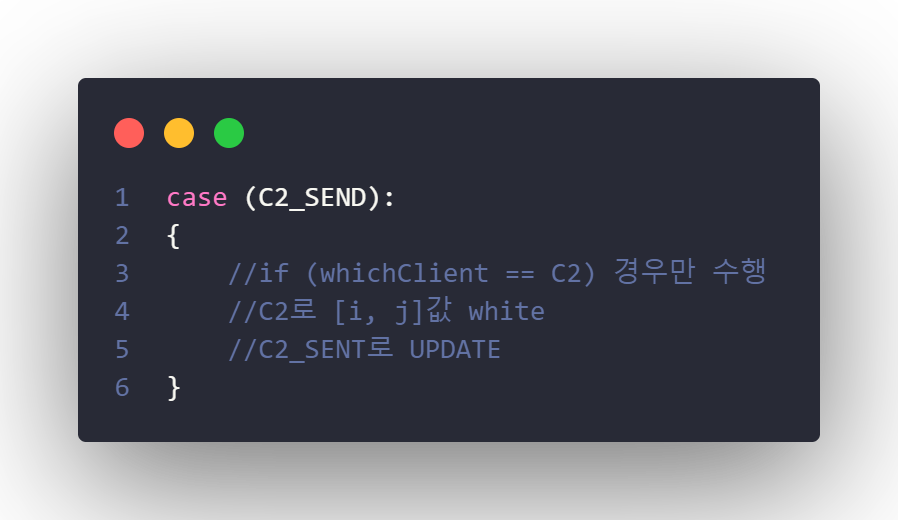 1 case (C2_SEND):
2 {
3 //if (whichClient == C2) 경우만 수행
4 //C2로 [i, j]값 white
5 //C2_SENT로 UPDATE
6 }